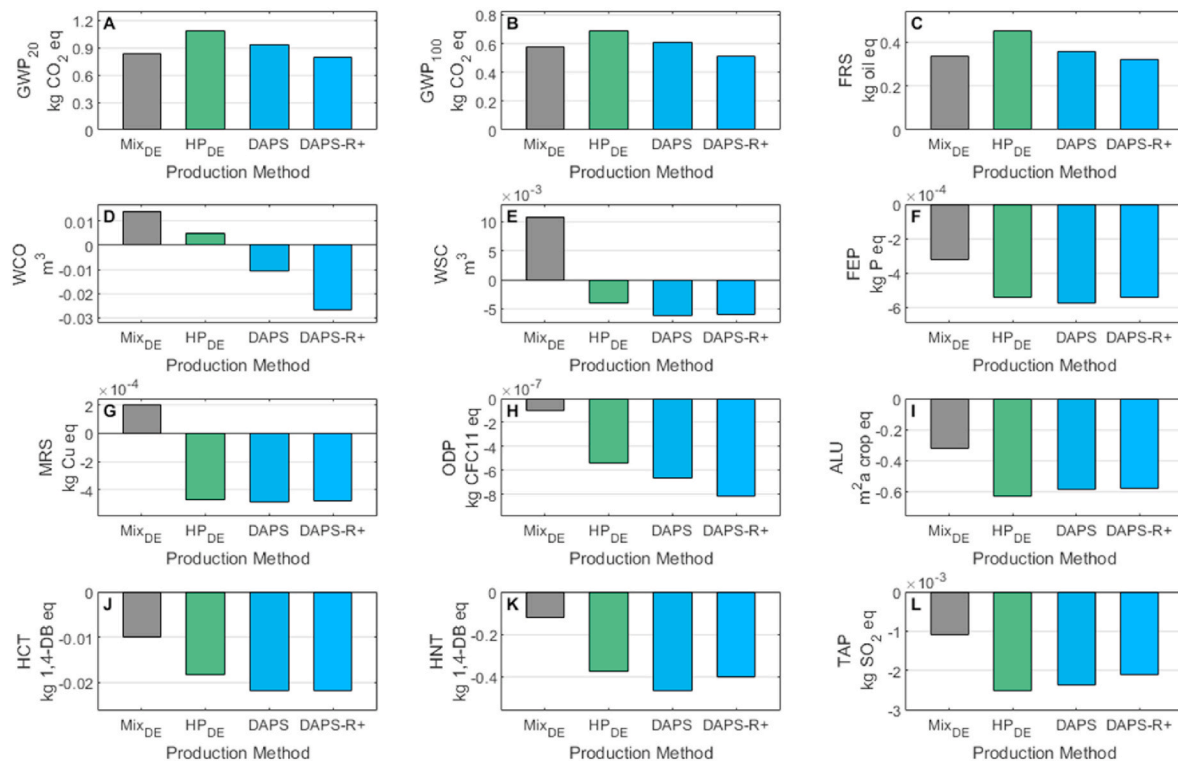 A
GWP20
kg CO2 eq
1.2
0.9
0.6
0.3
0
MixDE HPDE DAPS DAPS-R+
Production Method
B
GWP100
kg CO2 eq
0.8
0.6
0.4
0.2
0
MixDE HPDE DAPS DAPS-R+
Production Method
C
FRS
kg oil eq
0.4
0.2
0
MixDE HPDE DAPS DAPS-R+
Production Method
D
WCO
m3
0.01
0
-0.01
-0.02
-0.03
MixDE HPDE DAPS DAPS-R+
Production Method
×10-3
E
WSC
m3
10
5
0
-5
MixDE HPDE DAPS DAPS-R+
Production Method
×10-4
F
FEP
kg P eq
0
-2
-4
-6
MixDE HPDE DAPS DAPS-R+
Production Method
×10-4
G
MRS
kg Cu eq
2
0
-2
-4
MixDE HPDE DAPS DAPS-R+
Production Method
×10-7
H
ODP
kg CFC11 eq
0
-2
-4
-6
-8
MixDE HPDE DAPS DAPS-R+
Production Method
I
ALU
m2a crop eq
0
-0.2
-0.4
-0.6
MixDE HPDE DAPS DAPS-R+
Production Method
J
HCT
kg 1,4-DB eq
0
-0.01
-0.02
MixDE HPDE DAPS DAPS-R+
Production Method
K
HNT
kg 1,4-DB eq
0
-0.2
-0.4
MixDE HPDE DAPS DAPS-R+
Production Method
×10-3
L
TAP
kg SO2 eq
0
-1
-2
-3
MixDE HPDE DAPS DAPS-R+
Production Method